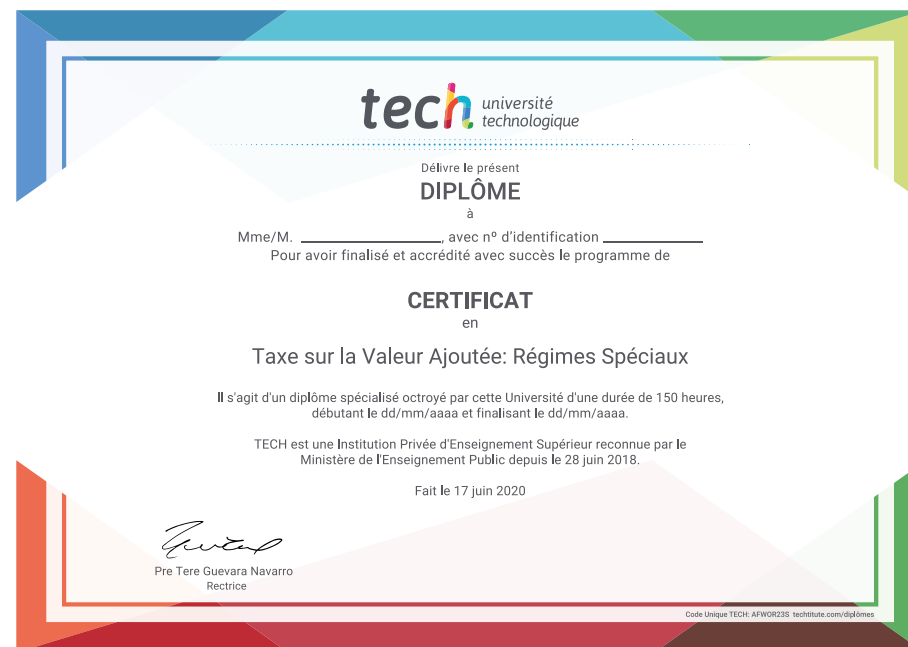 tech université
technologique
Délivre le présent
DIPLÔME
à
Mme/M. ____________________, avec nº d'identification ______________
Pour avoir finalisé et accrédité avec succès le programme de
CERTIFICAT
en
Taxe sur la Valeur Ajoutée: Régimes Spéciaux
Il s'agit d'un diplôme spécialisé octroyé par cette Université d'une durée de 150 heures,
débutant le dd/mm/aaaa et finalisant le dd/mm/aaaa.
TECH est une Institution Privée d'Enseignement Supérieur reconnue par le
Ministère de l'Enseignement Public depuis le 28 juin 2018.
Fait le 17 juin 2020
Pre Tere Guevara Navarro
Rectrice
Code Unique TECH: AFWOR23S techtitute.com/diplômes